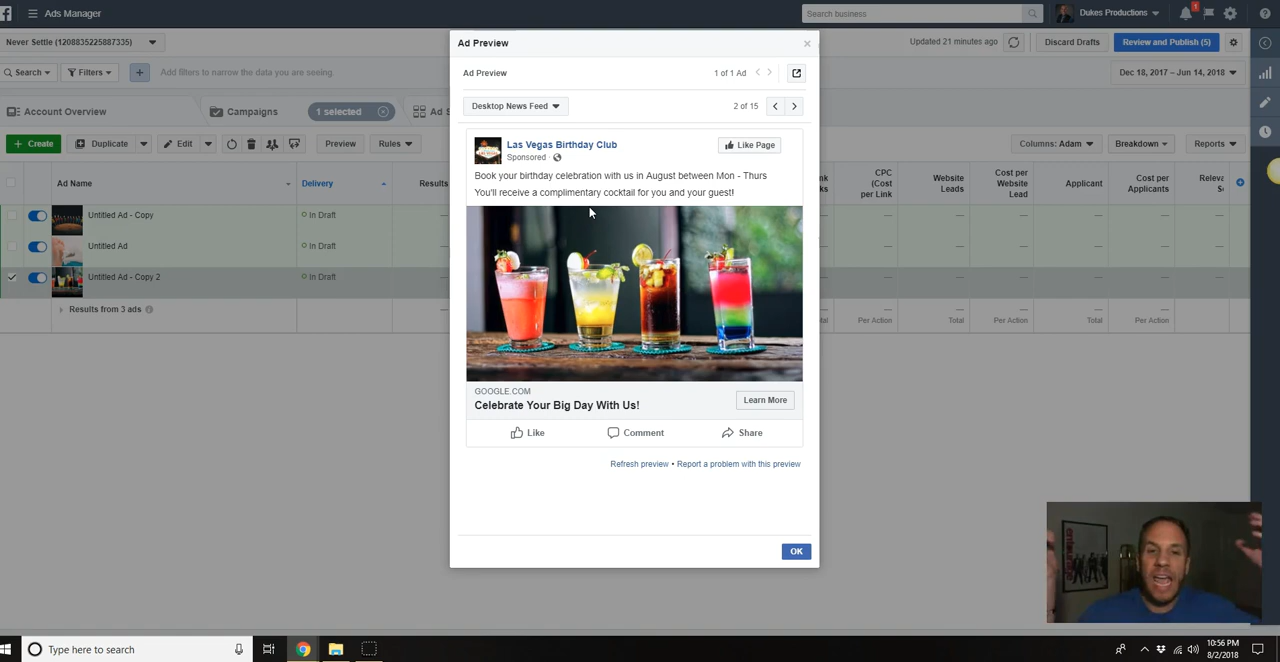 Ads Manager
Search business
Dukes Productions
1
Never Settle (1208835225887335)
Updated 21 minutes ago
Discard Drafts
Review and Publish (5)
Search
Filters
Add filters to narrow the data you are seeing.
Dec 18, 2017 – Jun 14, 2018
Account Overview
Campaigns
1 selected
Ad S
Create
Duplicate
Edit
Preview
Rules
Columns: Adam
Breakdown
Reports
Ad Name
Delivery
Results
CPC
(Cost
per Link
Website
Leads
Cost per
Website
Lead
Applicant
Cost per
Applicants
Untitled Ad - Copy
In Draft
Untitled Ad
In Draft
Untitled Ad - Copy 2
In Draft
Results from 3 ads
Per Action
Total
Per Action
Total
Per Action
Ad Preview
Ad Preview
1 of 1 Ad
Desktop News Feed
2 of 15
Las Vegas Birthday Club
Sponsored ·
Like Page
Book your birthday celebration with us in August between Mon - Thurs
You'll receive a complimentary cocktail for you and your guest!
GOOGLE.COM
Celebrate Your Big Day With Us!
Learn More
Like
Comment
Share
Refresh preview • Report a problem with this preview
OK
entourage
Type here to search
10:56 PM
8/2/2018